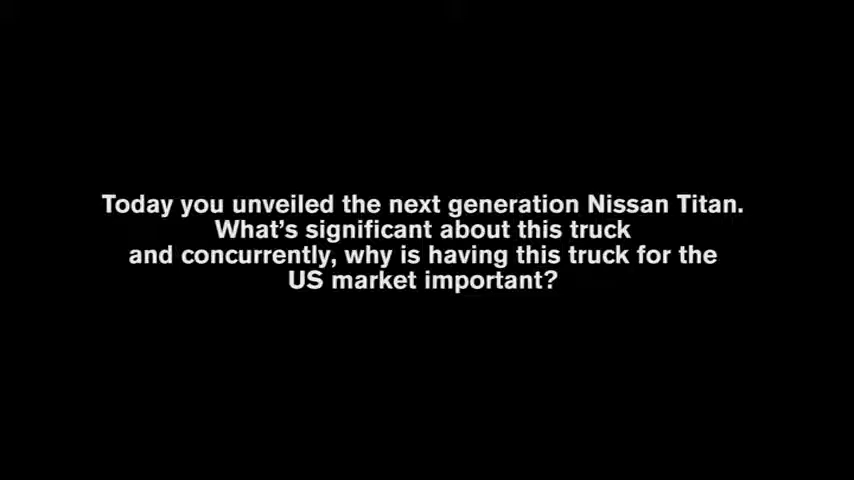 Today you unveiled the next generation Nissan Titan.
What's significant about this truck
and concurrently, why is having this truck for the
US market important?